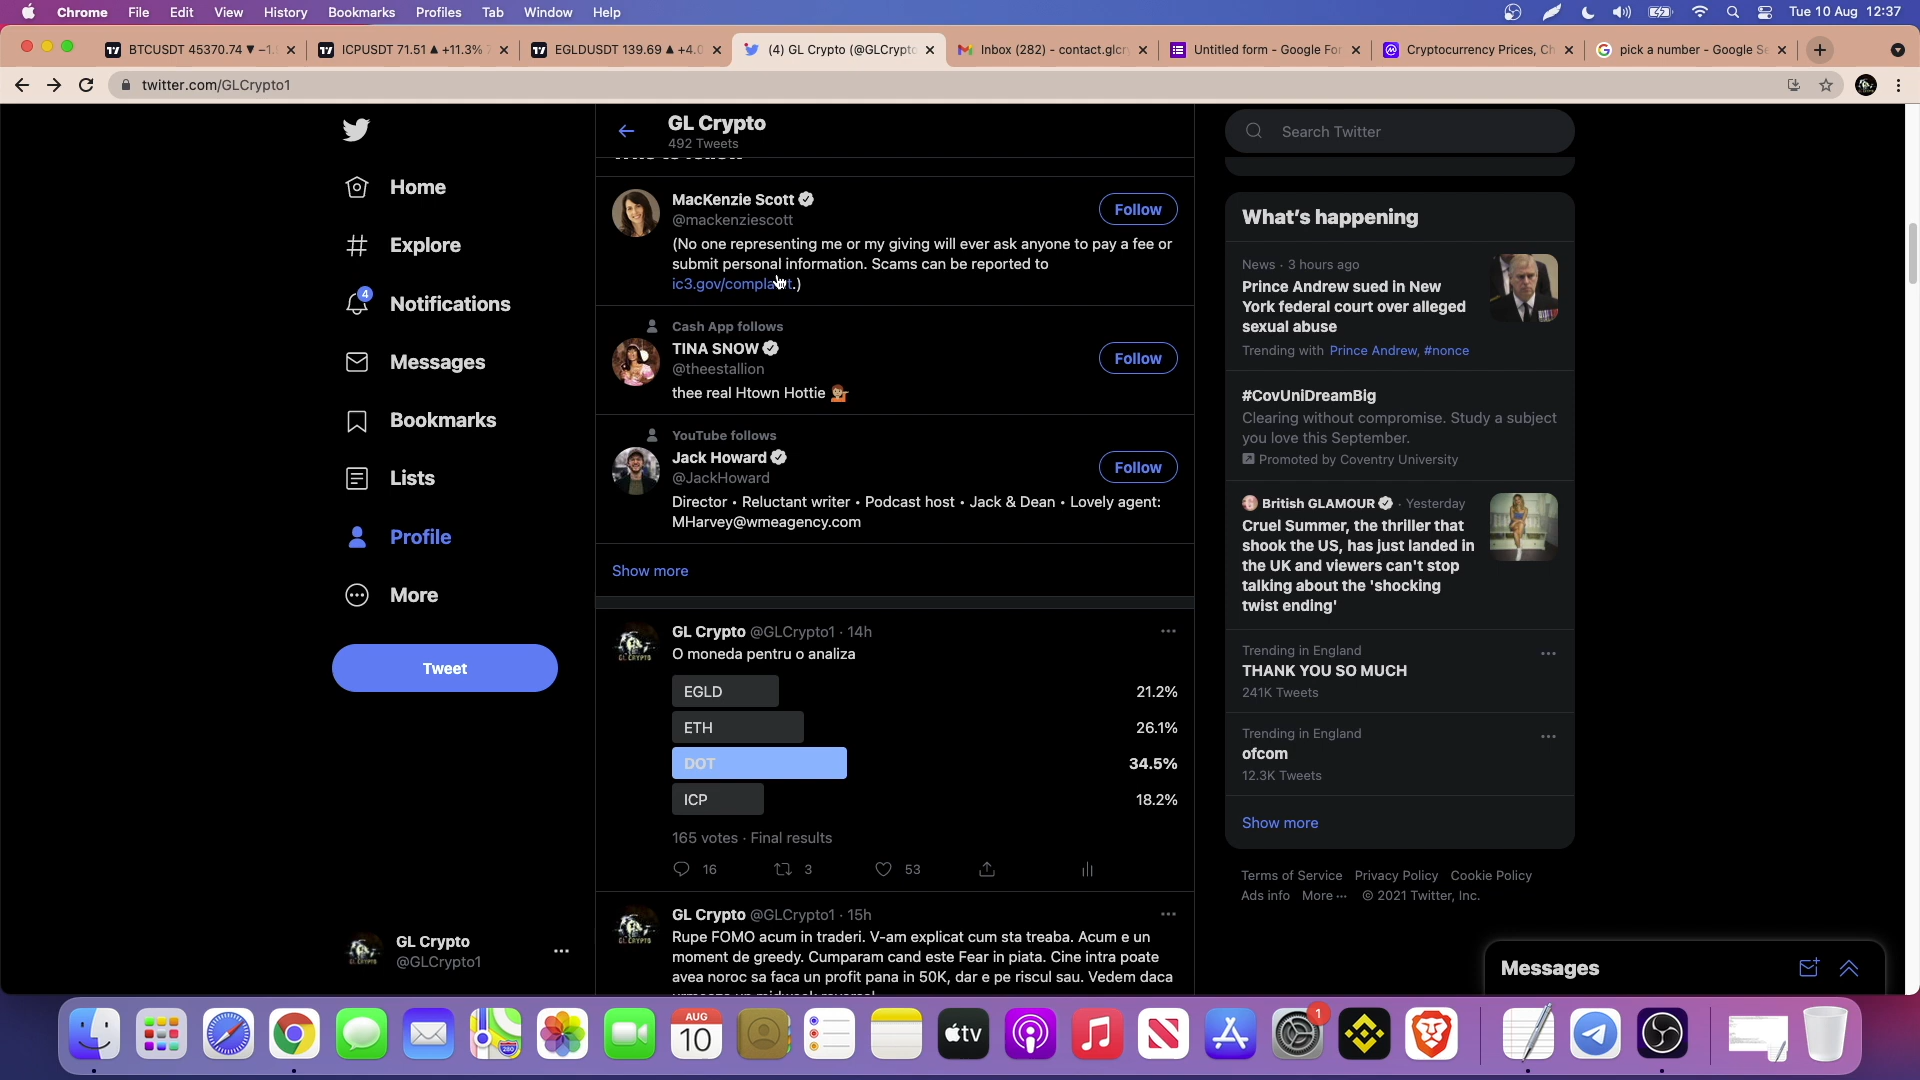 Chrome File Edit View History Bookmarks Profiles Tab Window Help Tue 10 Aug 12:37
BTCUSDT 45370.74 ▼ −1. ICPUSDT 71.51 ▲ +11.3% EGLDUSDT 139.69 ▲ +4.0 (4) GL Crypto (@GLCrypto Inbox (282) - contact.glcr Untitled form - Google For Cryptocurrency Prices, Ch pick a number - Google Se
twitter.com/GLCrypto1
Home
Explore
4
Notifications
Messages
Bookmarks
Lists
Profile
More
Tweet
GL Crypto
@GLCrypto1
GL Crypto
492 Tweets
MacKenzie Scott
@mackenziescott
Follow
(No one representing me or my giving will ever ask anyone to pay a fee or
submit personal information. Scams can be reported to
ic3.gov/complaint.)
Cash App follows
TINA SNOW
@theestallion
Follow
thee real Htown Hottie 💁🏽
YouTube follows
Jack Howard
@JackHoward
Follow
Director • Reluctant writer • Podcast host • Jack & Dean • Lovely agent:
MHarvey@wmeagency.com
Show more
GL Crypto @GLCrypto1 · 14h
O moneda pentru o analiza
EGLD 21.2%
ETH 26.1%
DOT 34.5%
ICP 18.2%
165 votes · Final results
16 3 53
GL Crypto @GLCrypto1 · 15h
Rupe FOMO acum in traderi. V-am explicat cum sta treaba. Acum e un
moment de greedy. Cumparam cand este Fear in piata. Cine intra poate
avea noroc sa faca un profit pana in 50K, dar e pe riscul sau. Vedem daca
Search Twitter
What's happening
News · 3 hours ago
Prince Andrew sued in New
York federal court over alleged
sexual abuse
Trending with Prince Andrew, #nonce
#CovUniDreamBig
Clearing without compromise. Study a subject
you love this September.
Promoted by Coventry University
British GLAMOUR · Yesterday
Cruel Summer, the thriller that
shook the US, has just landed in
the UK and viewers can't stop
talking about the 'shocking
twist ending'
Trending in England
THANK YOU SO MUCH
241K Tweets
Trending in England
ofcom
12.3K Tweets
Show more
Terms of Service Privacy Policy Cookie Policy
Ads info More ··· © 2021 Twitter, Inc.
Messages
AUG
10
tv
1